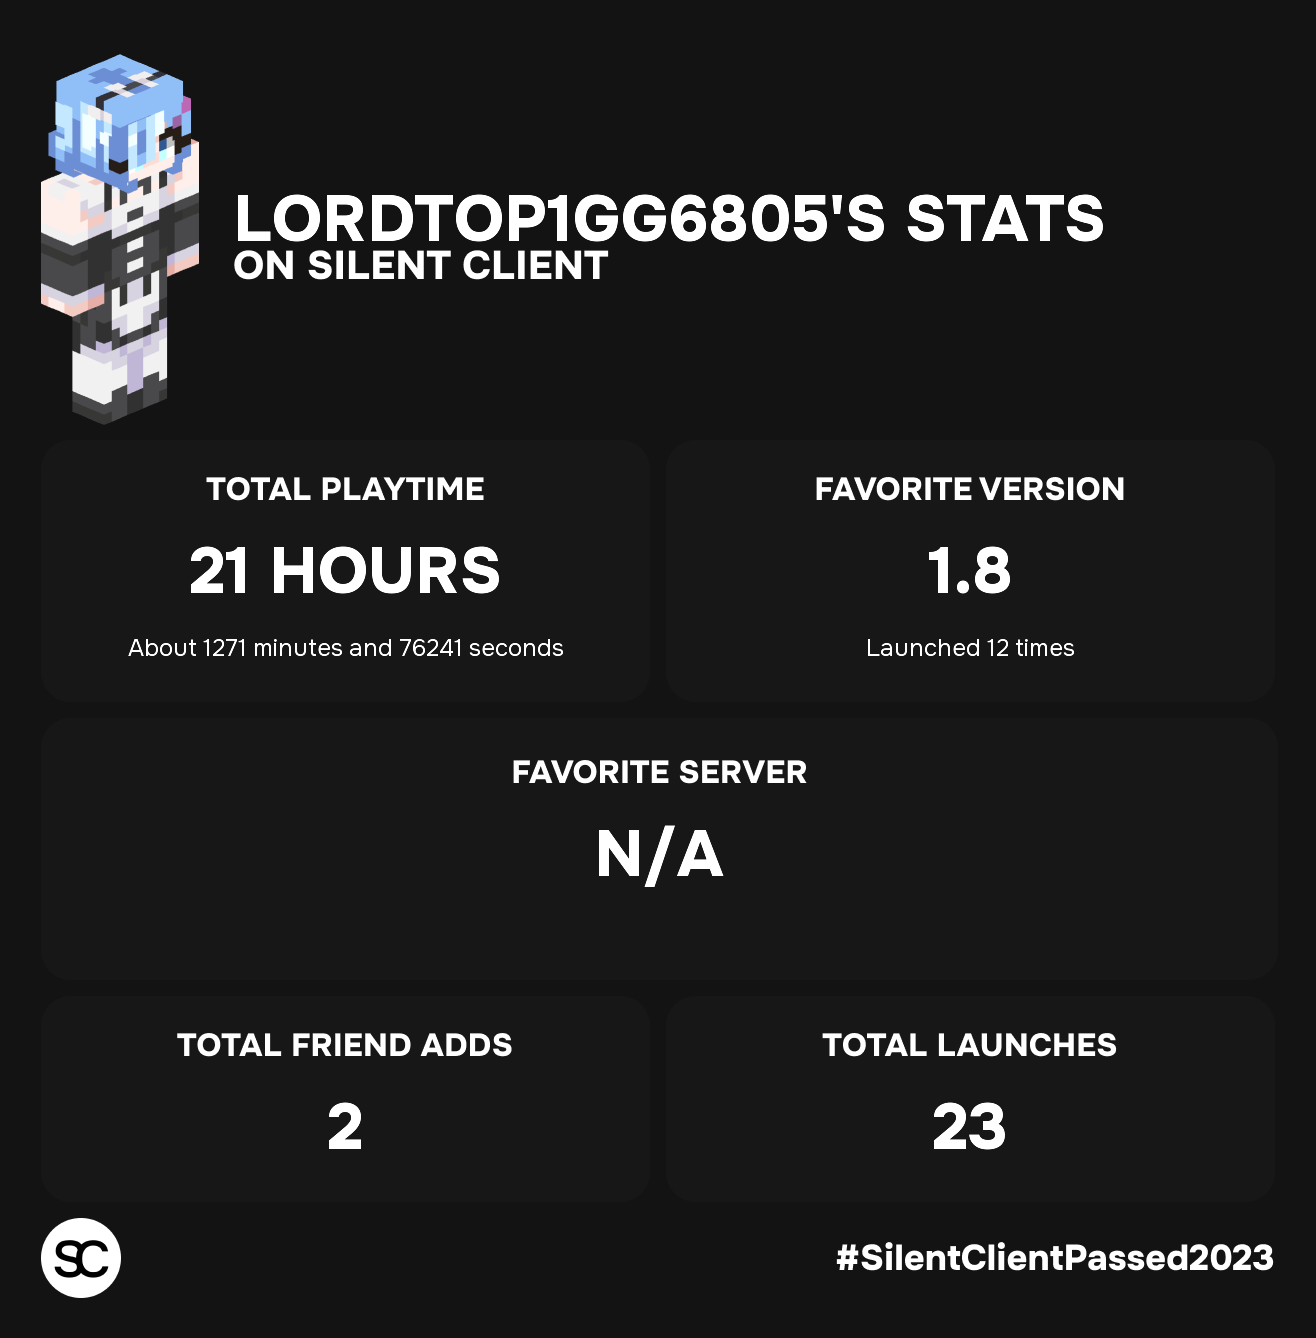 LORDTOP1GG6805'S STATS
ON SILENT CLIENT
TOTAL PLAYTIME
21 HOURS
About 1271 minutes and 76241 seconds
FAVORITE VERSION
1.8
Launched 12 times
FAVORITE SERVER
N/A
TOTAL FRIEND ADDS
2
TOTAL LAUNCHES
23
SC
#SilentClientPassed2023